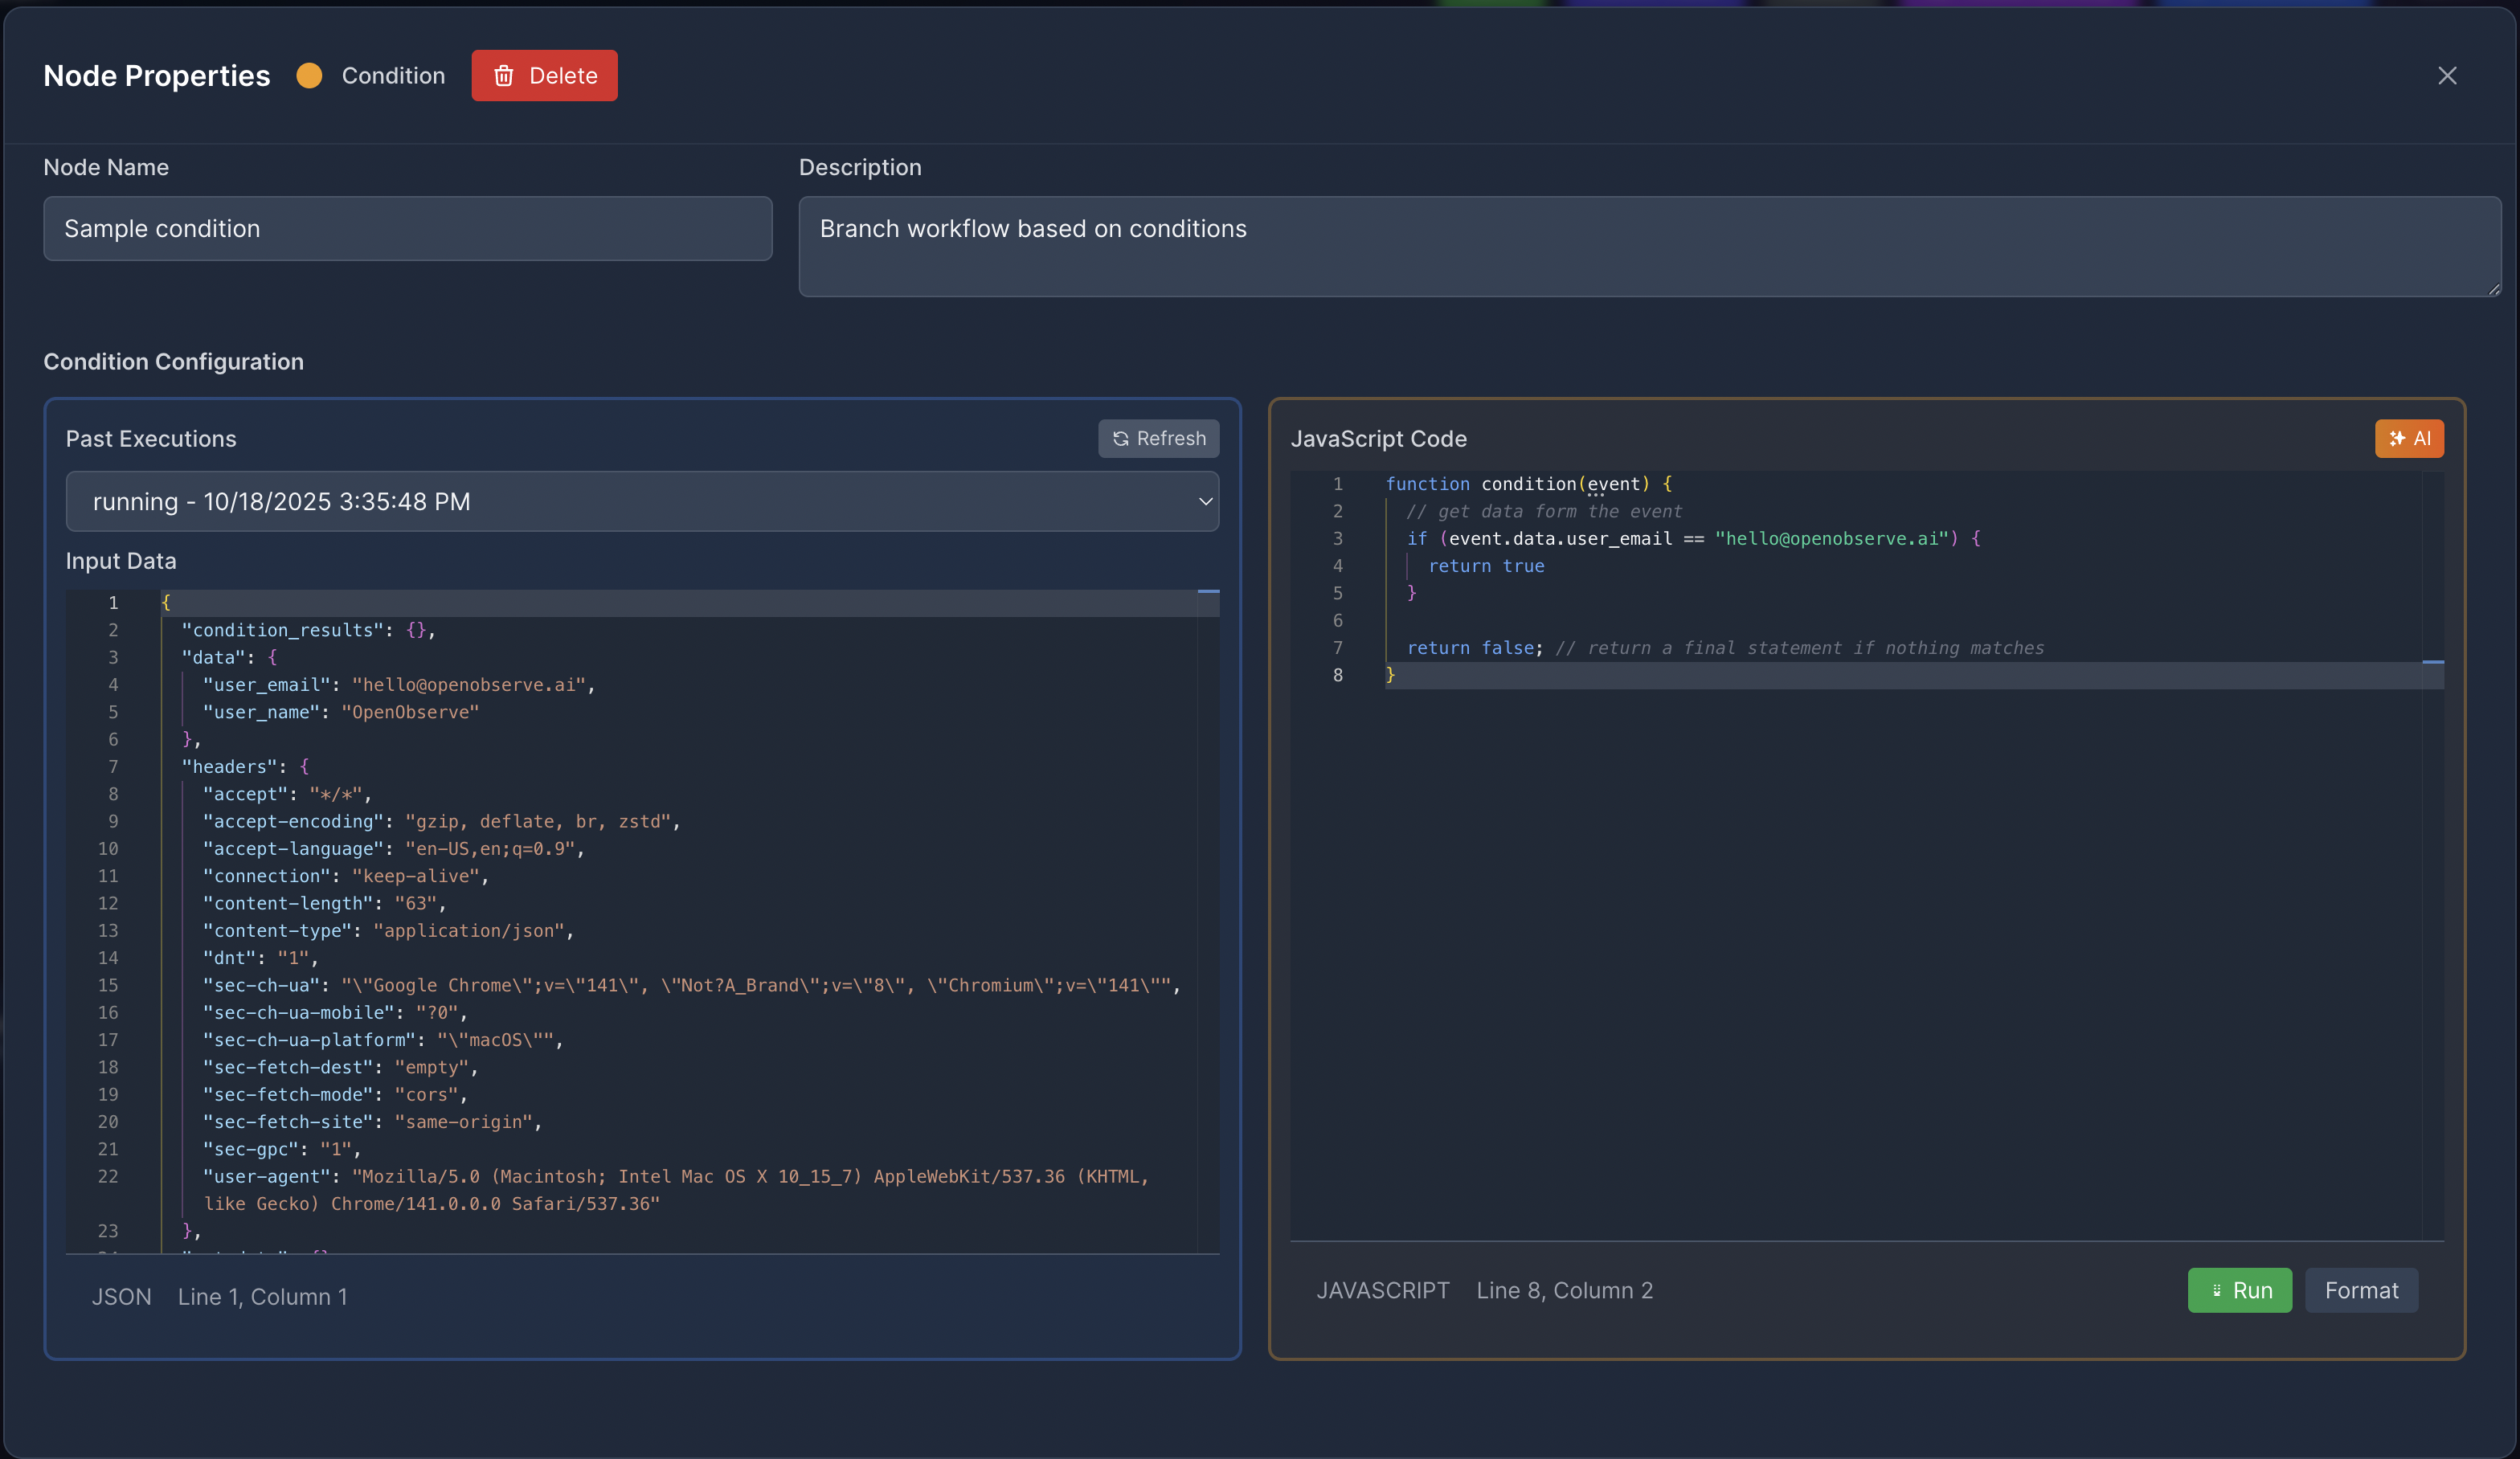 Node Properties
Condition
Delete
Node Name
Description
Sample condition
Branch workflow based on conditions
Condition Configuration
Past Executions
Refresh
running - 10/18/2025 3:35:48 PM
Input Data
1 {
2 "condition_results": {},
3 "data": {
4 "user_email": "hello@openobserve.ai",
5 "user_name": "OpenObserve"
6 },
7 "headers": {
8 "accept": "*/*",
9 "accept-encoding": "gzip, deflate, br, zstd",
10 "accept-language": "en-US,en;q=0.9",
11 "connection": "keep-alive",
12 "content-length": "63",
13 "content-type": "application/json",
14 "dnt": "1",
15 "sec-ch-ua": "\"Google Chrome\";v=\"141\", \"Not?A_Brand\";v=\"8\", \"Chromium\";v=\"141\"",
16 "sec-ch-ua-mobile": "?0",
17 "sec-ch-ua-platform": "\"macOS\"",
18 "sec-fetch-dest": "empty",
19 "sec-fetch-mode": "cors",
20 "sec-fetch-site": "same-origin",
21 "sec-gpc": "1",
22 "user-agent": "Mozilla/5.0 (Macintosh; Intel Mac OS X 10_15_7) AppleWebKit/537.36 (KHTML,
like Gecko) Chrome/141.0.0.0 Safari/537.36"
23 },
JSON Line 1, Column 1
JavaScript Code
AI
1 function condition(event) {
2 // get data form the event
3 if (event.data.user_email == "hello@openobserve.ai") {
4 return true
5 }
6
7 return false; // return a final statement if nothing matches
8 }
JAVASCRIPT Line 8, Column 2
Run
Format